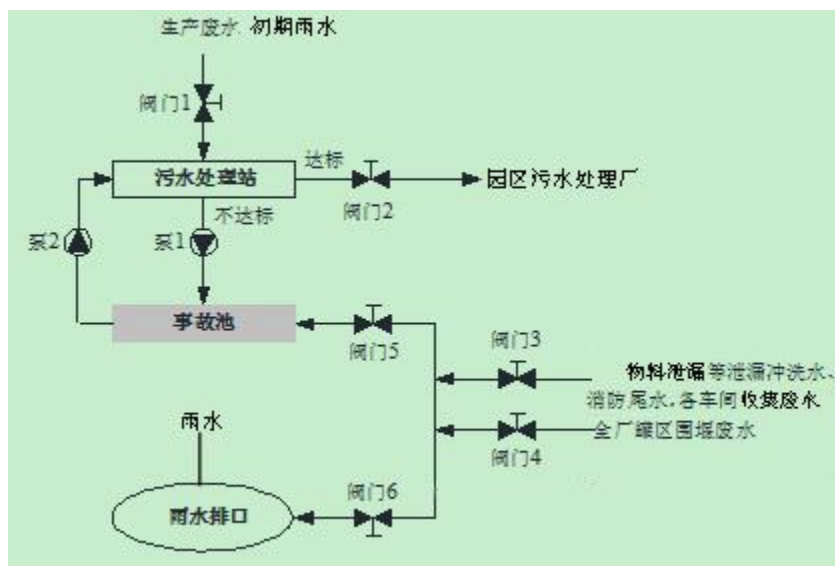 生产废水 初期雨水
阀门1
污水处理站
达标
园区污水处理厂
阀门2
不达标
泵2
泵1
事故池
阀门5
阀门3
物料泄漏等泄漏冲洗水、
消防尾水，各车间收集废水
全厂罐区围堰废水
阀门4
雨水
阀门6
雨水排口